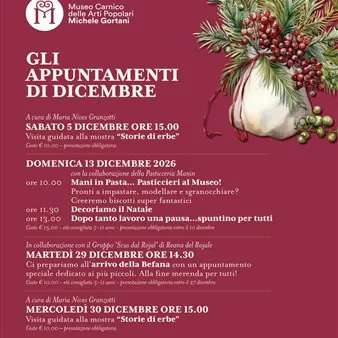 Museo Carnico
delle Arti Popolari
Michele Gortani
GLI
APPUNTAMENTI
DI DICEMBRE
A cura di Maria Nives Granzotti
SABATO 5 DICEMBRE ORE 15.00
Visita guidata alla mostra “Storie di erbe”
Costo € 10,00 – prenotazione obbligatoria
DOMENICA 13 DICEMBRE 2026
con la collaborazione della Pasticceria Manin
ore 10.00 Mani in Pasta... Pasticcieri al Museo!
Pronti a impastare, modellare e sgranocchiare?
Creeremo biscotti super fantastici
ore 11.30 Decoriamo il Natale
ore 13.00 Dopo tanto lavoro una pausa...spuntino per tutti
Costo € 15,00 – età consigliata 5-11 anni – prenotazione obbligatoria entro il 10 dicembre
In collaborazione con il Gruppo ‘Scus dal Rojal’ di Reana del Rojale
MARTEDÌ 29 DICEMBRE ORE 14.30
Ci prepariamo all’arrivo della Befana con un appuntamento
speciale dedicato ai più piccoli. Alla fine merenda per tutti!
Costo € 10,00 – età consigliata 5-11 anni – prenotazione obbligatoria entro il 27 dicembre
A cura di Maria Nives Granzotti
MERCOLEDÌ 30 DICEMBRE ORE 15.00
Visita guidata alla mostra “Storie di erbe”
Costo € 10,00 – prenotazione obbligatoria